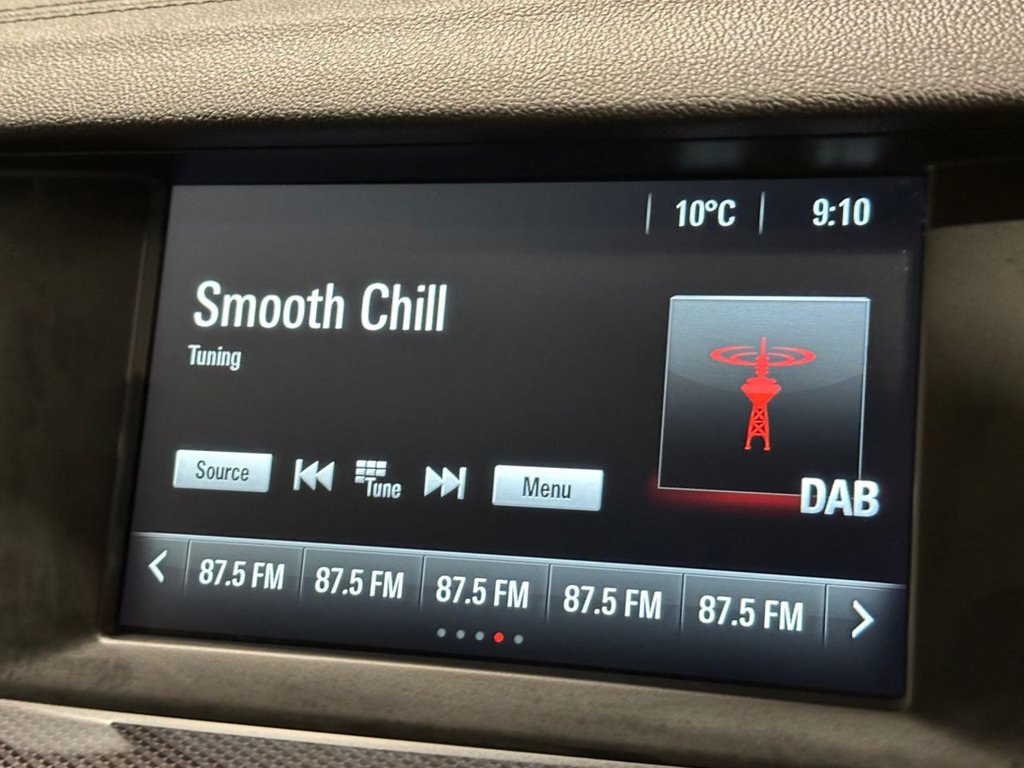 10°C 9:10
Smooth Chill
Tuning
Source Tune Menu
DAB
87.5 FM 87.5 FM 87.5 FM 87.5 FM 87.5 FM